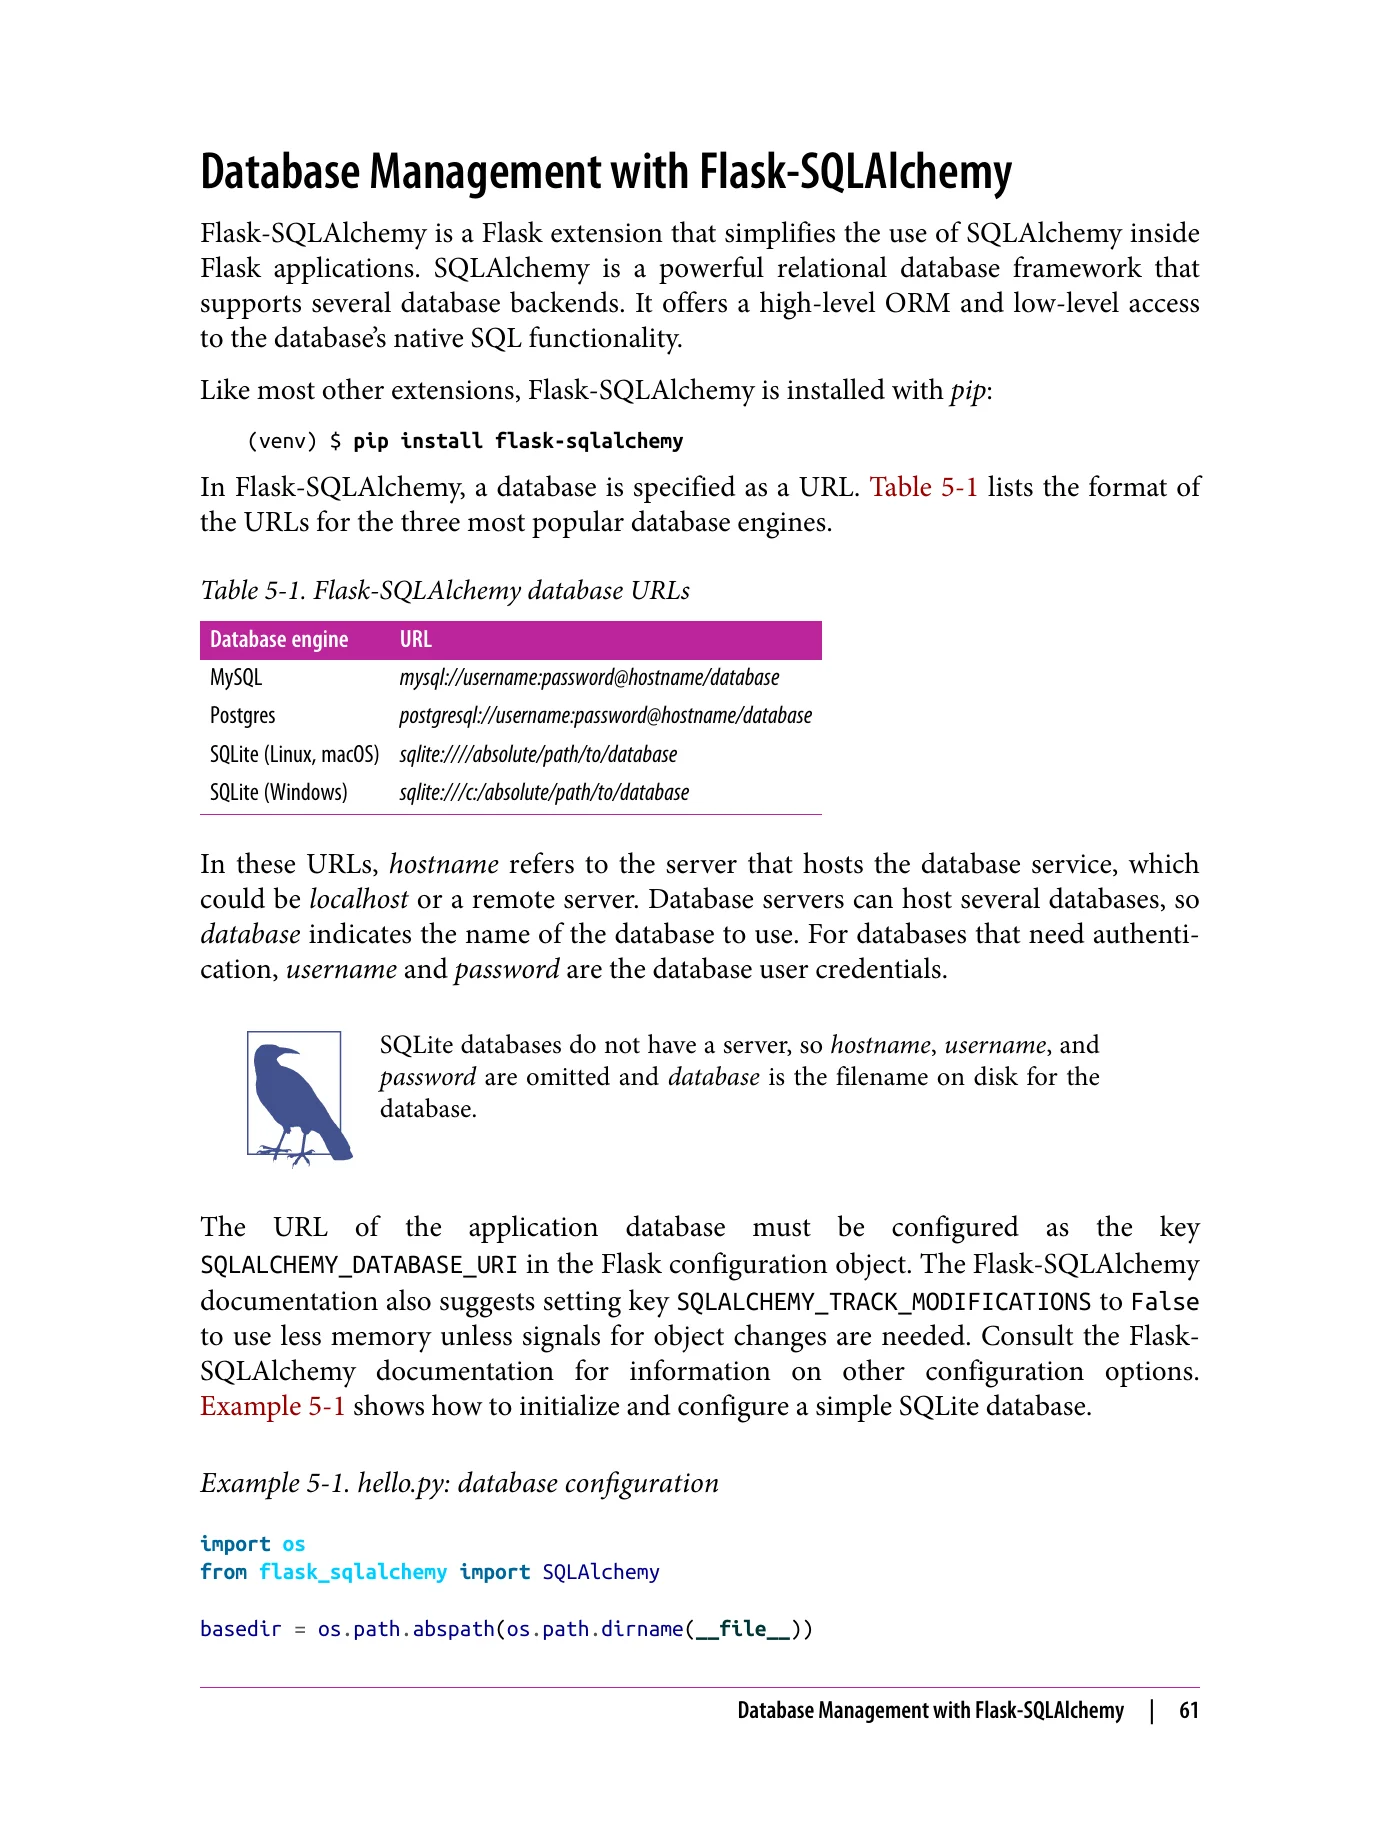 Database Management with Flask-SQLAlchemy
Flask-SQLAlchemy is a Flask extension that simplifies the use of SQLAlchemy inside
Flask applications. SQLAlchemy is a powerful relational database framework that
supports several database backends. It offers a high-level ORM and low-level access
to the database’s native SQL functionality.
Like most other extensions, Flask-SQLAlchemy is installed with pip:
(venv) $ pip install flask-sqlalchemy
In Flask-SQLAlchemy, a database is specified as a URL. Table 5-1 lists the format of
the URLs for the three most popular database engines.
Table 5-1. Flask-SQLAlchemy database URLs
Database engine URL
MySQL mysql://username:password@hostname/database
Postgres postgresql://username:password@hostname/database
SQLite (Linux, macOS) sqlite:////absolute/path/to/database
SQLite (Windows) sqlite:///c:/absolute/path/to/database
In these URLs, hostname refers to the server that hosts the database service, which
could be localhost or a remote server. Database servers can host several databases, so
database indicates the name of the database to use. For databases that need authenti-
cation, username and password are the database user credentials.
SQLite databases do not have a server, so hostname, username, and
password are omitted and database is the filename on disk for the
database.
The URL of the application database must be configured as the key
SQLALCHEMY_DATABASE_URI in the Flask configuration object. The Flask-SQLAlchemy
documentation also suggests setting key SQLALCHEMY_TRACK_MODIFICATIONS to False
to use less memory unless signals for object changes are needed. Consult the Flask-
SQLAlchemy documentation for information on other configuration options.
Example 5-1 shows how to initialize and configure a simple SQLite database.
Example 5-1. hello.py: database configuration
import os
from flask_sqlalchemy import SQLAlchemy
basedir = os.path.abspath(os.path.dirname(__file__))
Database Management with Flask-SQLAlchemy | 61